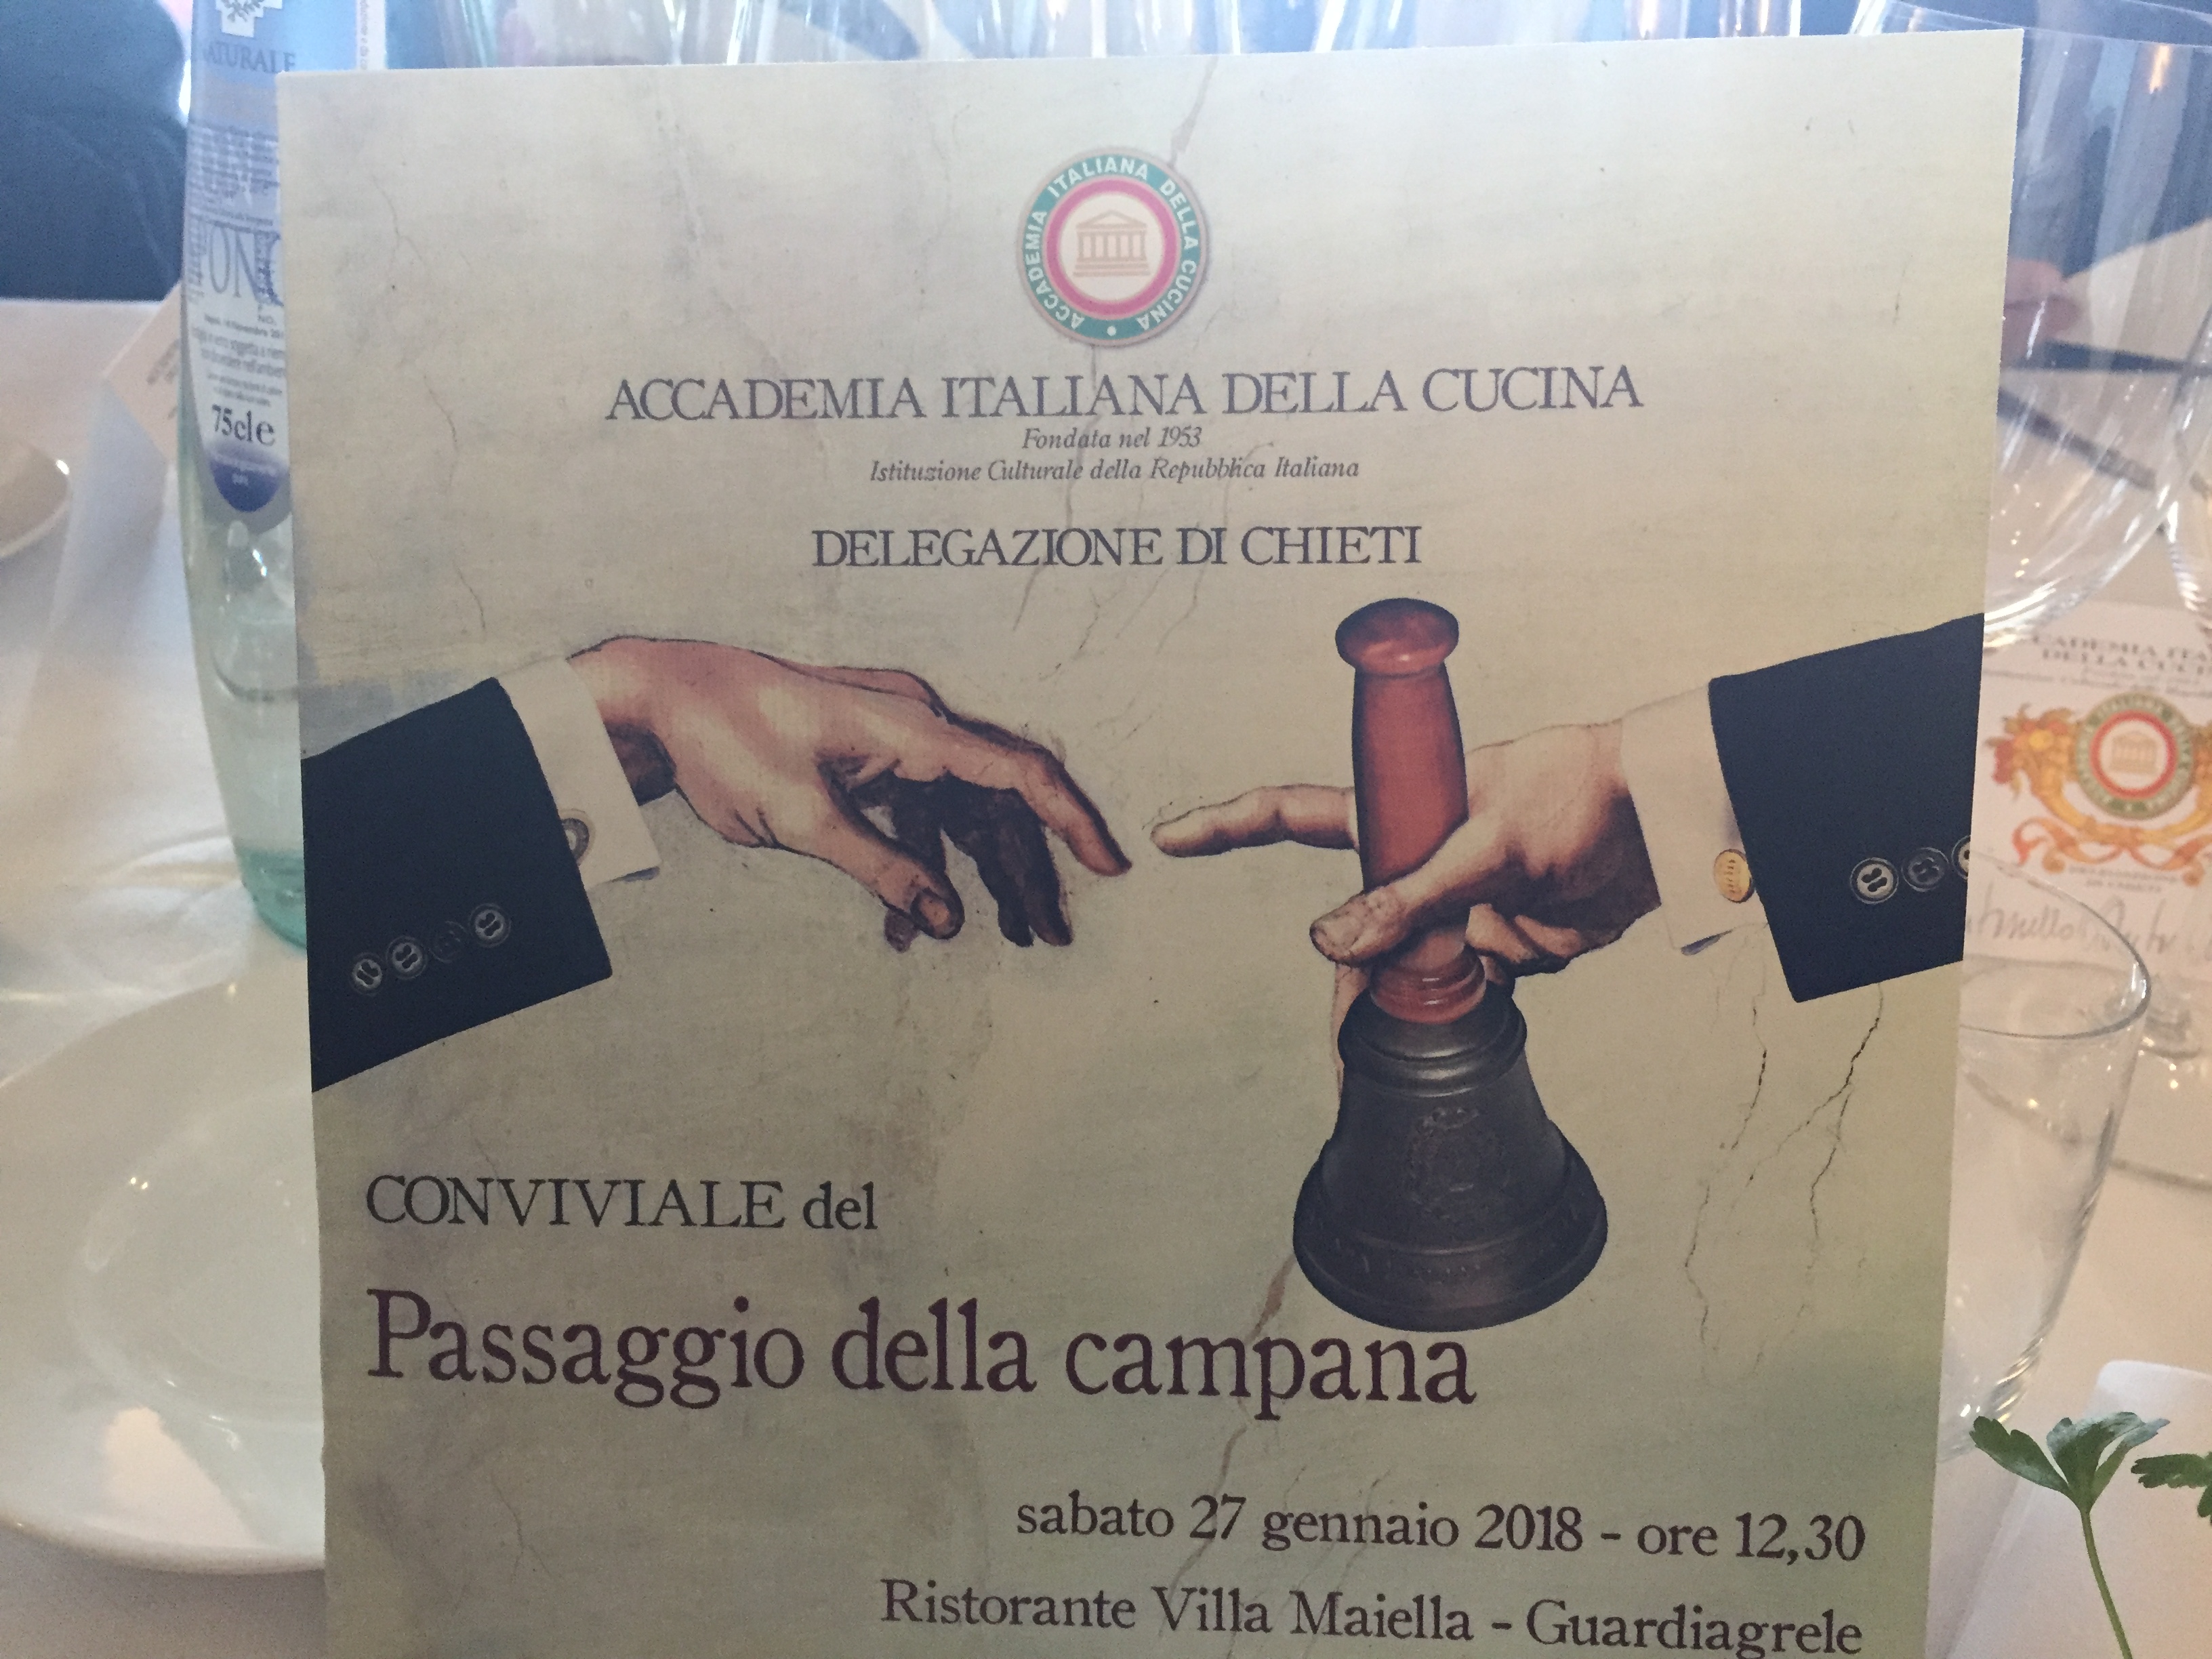 ACCADEMIA ITALIANA DELLA CUCINA
ACCADEMIA ITALIANA DELLA CUCINA
Fondata nel 1953
Istituzione Culturale della Repubblica Italiana
DELEGAZIONE DI CHIETI
CONVIVIALE del
Passaggio della campana
sabato 27 gennaio 2018 - ore 12,30
Ristorante Villa Maiella - Guardiagrele
75cl e